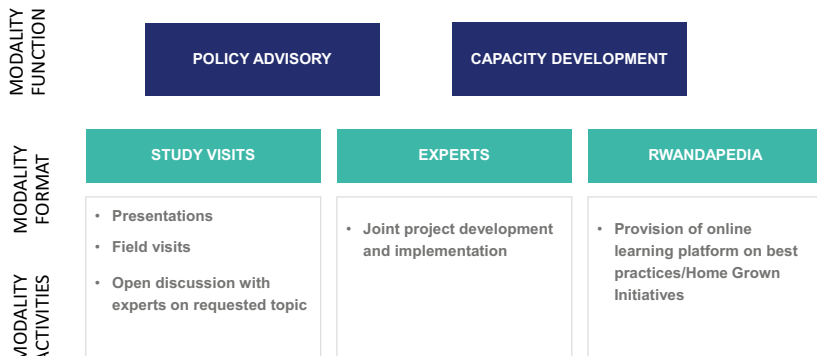 MODALITY
FUNCTION
POLICY ADVISORY
CAPACITY DEVELOPMENT
MODALITY
FORMAT
STUDY VISITS
EXPERTS
RWANDAPEDIA
MODALITY
ACTIVITIES
• Presentations
• Field visits
• Open discussion with
experts on requested topic
• Joint project development
and implementation
• Provision of online
learning platform on best
practices/Home Grown
Initiatives